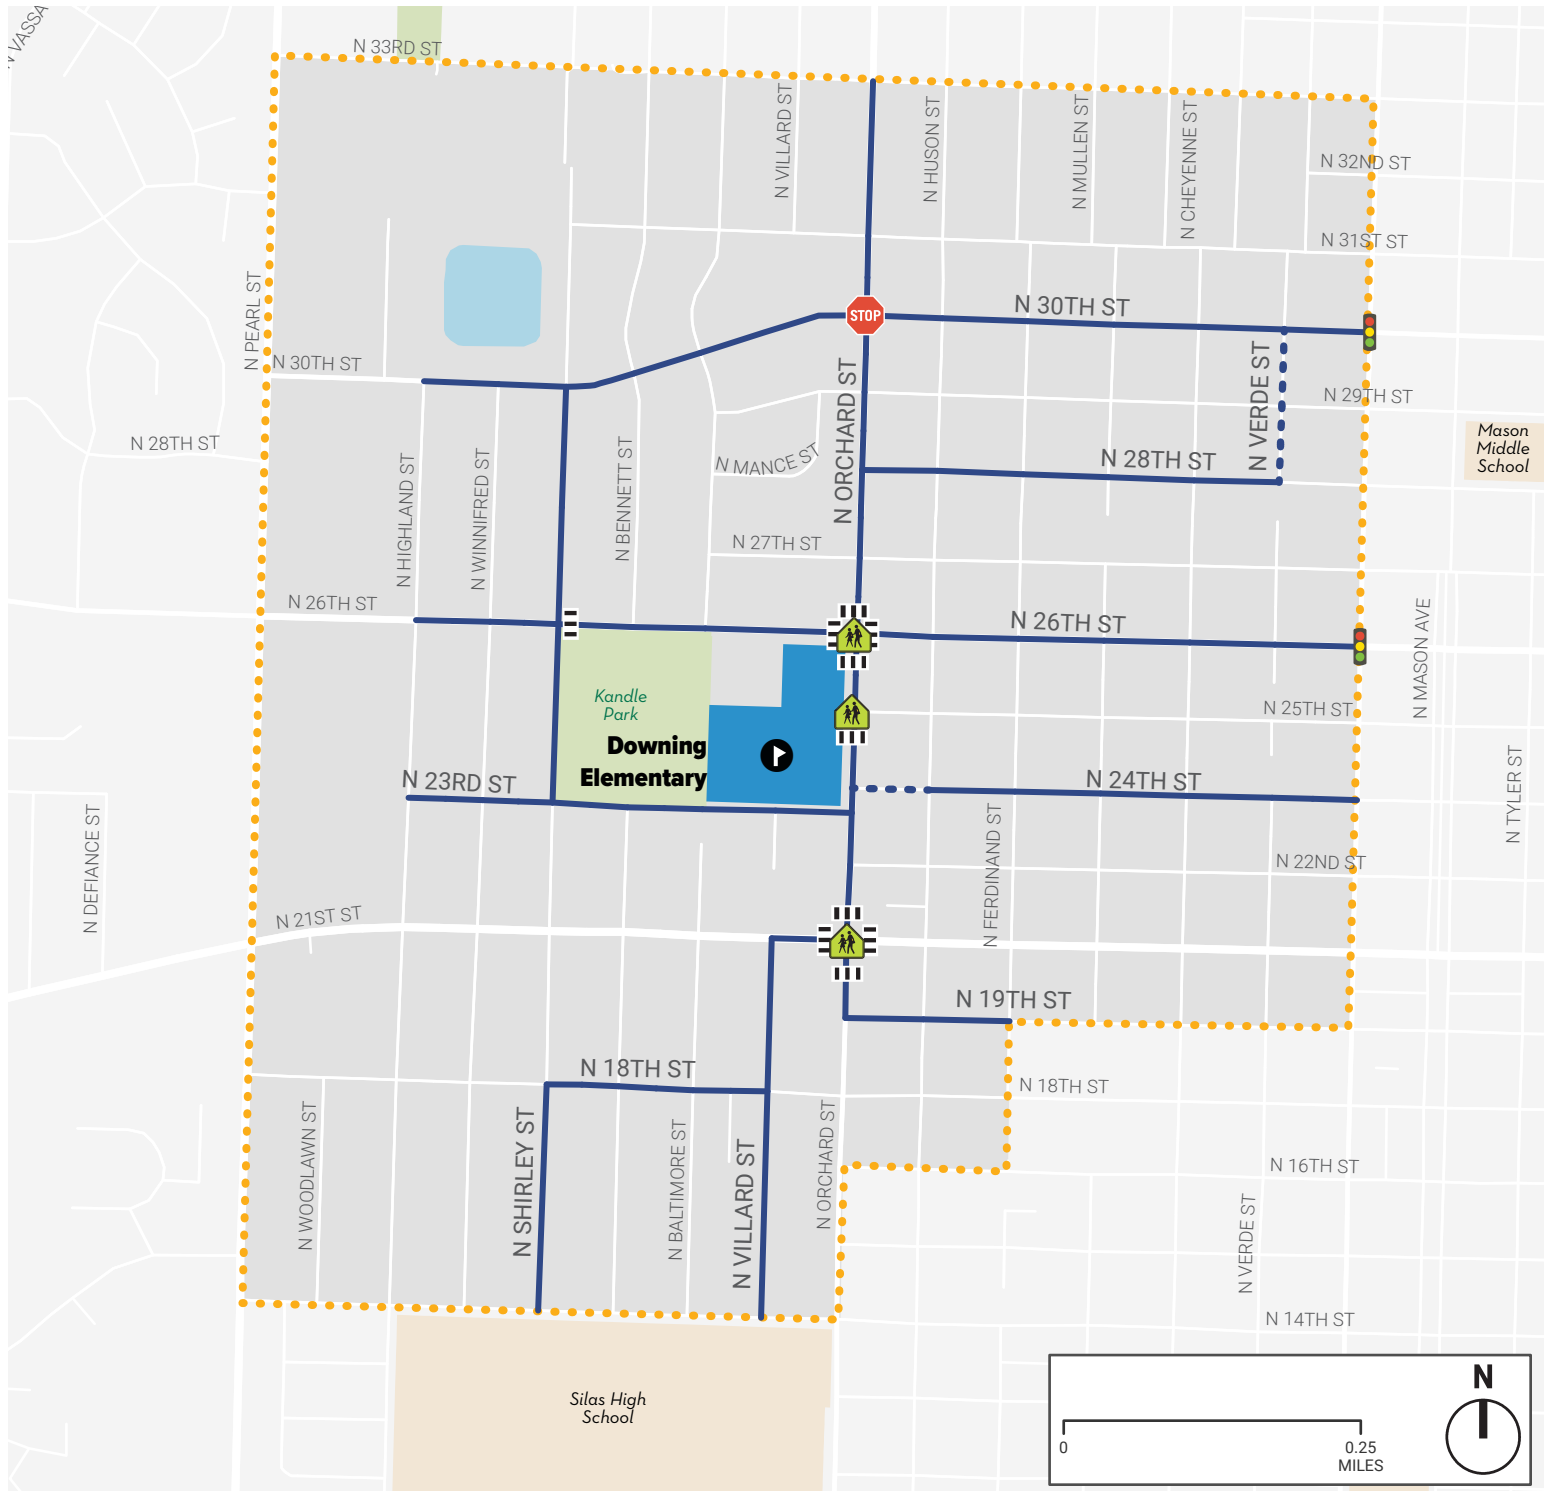 N VASSA
N 33RD ST
N VILLARD ST
N HUSON ST
N MULLEN ST
N CHEYENNE ST
N 32ND ST
N 31ST ST
N PEARL ST
N 30TH ST
STOP
N 30TH ST
N VERDE ST
N 29TH ST
N ORCHARD ST
N 28TH ST
N HIGHLAND ST
N WINNIFRED ST
N BENNETT ST
N MANCE ST
N 28TH ST
Mason
Middle
School
N 27TH ST
N 26TH ST
N 26TH ST
N MASON AVE
Kandle
Park
N 25TH ST
Downing
Elementary
N 23RD ST
N 24TH ST
N TYLER ST
N DEFIANCE ST
N FERDINAND ST
N 22ND ST
N 21ST ST
N 19TH ST
N 18TH ST
N 18TH ST
N WOODLAWN ST
N SHIRLEY ST
N BALTIMORE ST
N VILLARD ST
N ORCHARD ST
N 16TH ST
N VERDE ST
N 14TH ST
Silas High
School
N
0
0.25
MILES